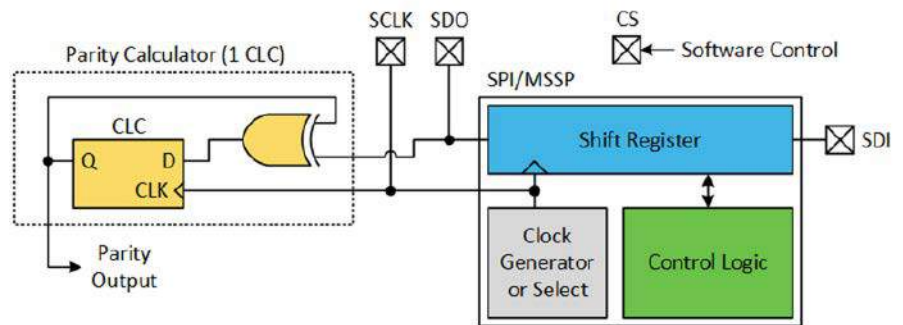 SCLK
SDO
CS
Parity Calculator (1 CLC)
Software Control
SPI/MSSP
CLC
Q
D
CLK
Shift Register
SDI
Parity
Output
Clock
Generator
or Select
Control Logic